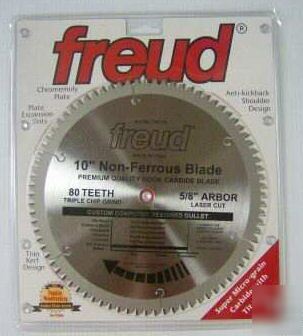 freud®
Chromemoly
Plate
Plate
Expansion
Slots
Anti-kickback
Shoulder
Design
freud
10" Non-Ferrous Blade
PREMIUM QUALITY CARBIDE BLADE
80 TEETH
TRIPLE CHIP GRIND
5/8" ARBOR
LASER CUT
CUSTOM COMPUTER DESIGNED GULLET
Thin
Kerf
Design
Super Micro-grain
Carbide with